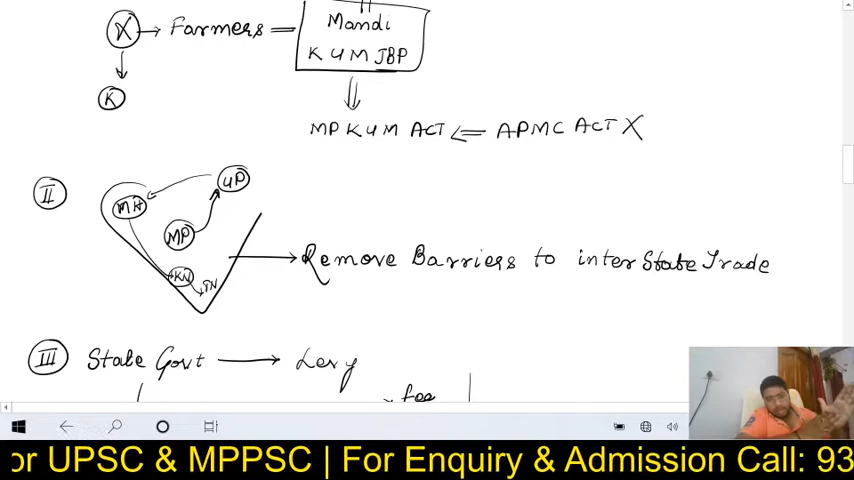 X → Farmers = Mandi
K U M JBP
K
MP K U M ACT ⇐ APMC ACT X
II
UP
MH
MP
KN
TN
→ Remove Barriers to inter State Trade
III State Govt → Levy
fee
or UPSC & MPPSC | For Enquiry & Admission Call: 93